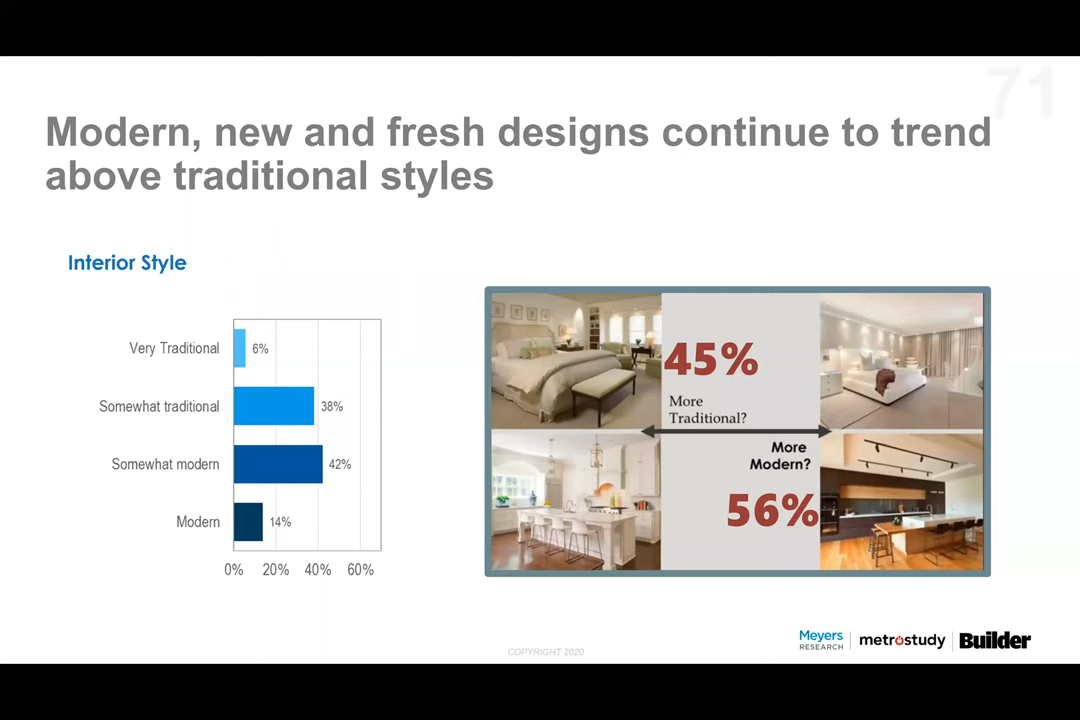 71
Modern, new and fresh designs continue to trend
above traditional styles
Interior Style
Very Traditional
6%
Somewhat traditional
38%
Somewhat modern
42%
Modern
14%
0% 20% 40% 60%
45%
More
Traditional?
More
Modern?
56%
Meyers
RESEARCH
metrostudy
Builder
COPYRIGHT 2020